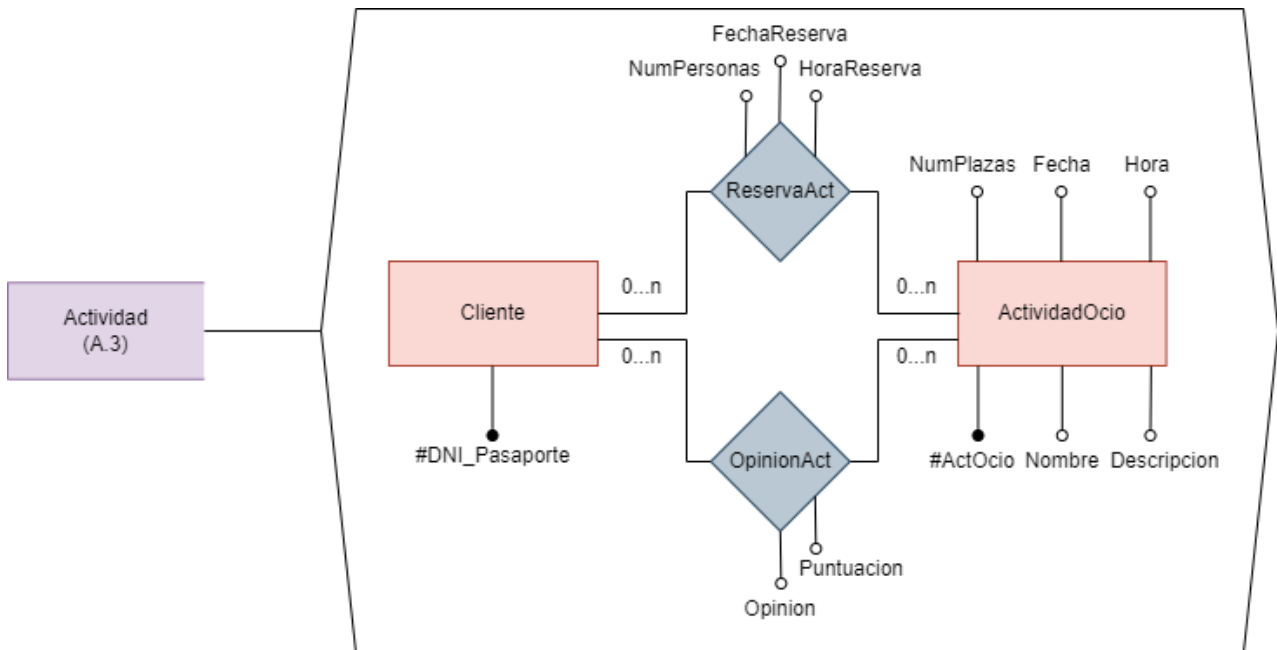 FechaReserva
NumPersonas
HoraReserva
ReservaAct
NumPlazas
Fecha
Hora
Actividad
(A.3)
Cliente
0...n
0...n
ActividadOcio
0...n
0...n
#DNI_Pasaporte
OpinionAct
#ActOcio
Nombre
Descripcion
Puntuacion
Opinion